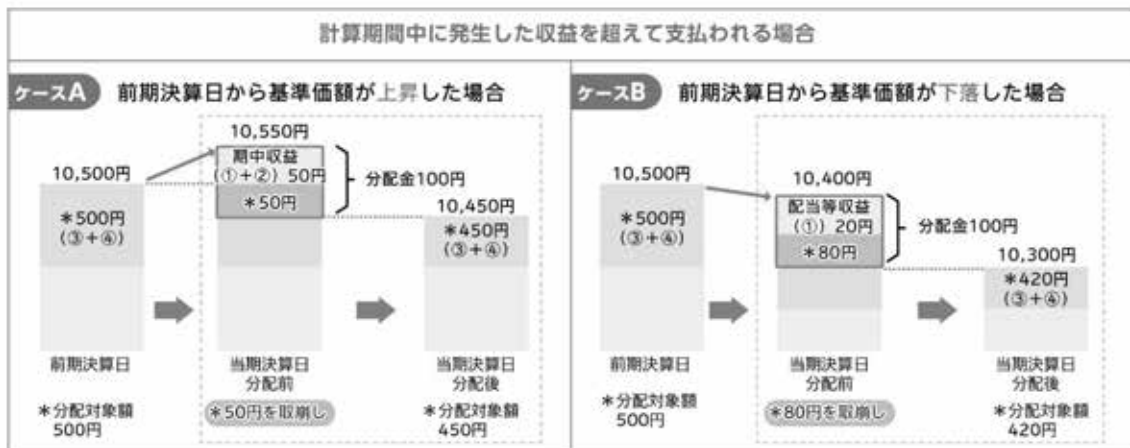 計算期間中に発生した収益を超えて支払われる場合
ケースA 前期決算日から基準価額が上昇した場合
10,550円
期中収益
(①+②) 50円
＊50円
分配金100円
10,500円
＊500円
(③+④)
10,450円
＊450円
(③+④)
前期決算日
当期決算日
分配前
当期決算日
分配後
＊分配対象額
500円
＊50円を取崩し
＊分配対象額
450円
ケースB 前期決算日から基準価額が下落した場合
10,500円
＊500円
(③+④)
10,400円
配当等収益
(①) 20円
＊80円
分配金100円
10,300円
＊420円
(③+④)
前期決算日
当期決算日
分配前
当期決算日
分配後
＊分配対象額
500円
＊80円を取崩し
＊分配対象額
420円